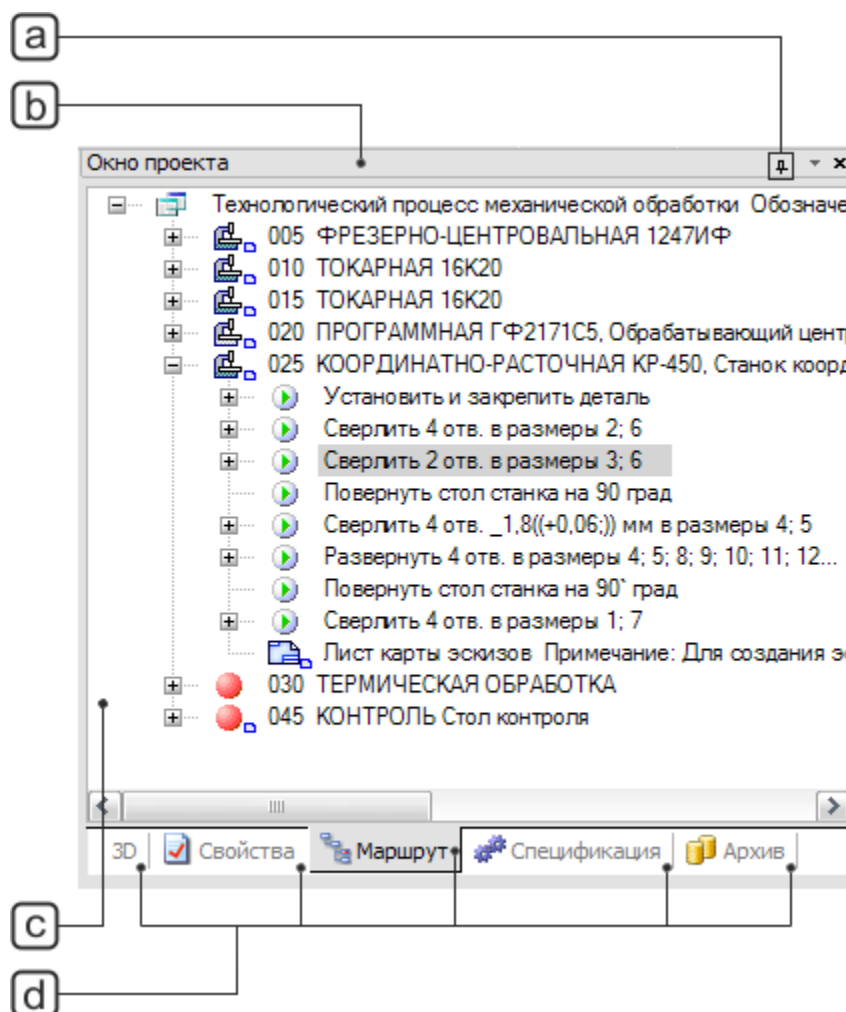 a
b
Окно проекта
Технологический процесс механической обработки Обозначе
005 ФРЕЗЕРНО-ЦЕНТРОВАЛЬНАЯ 1247ИФ
010 ТОКАРНАЯ 16К20
015 ТОКАРНАЯ 16К20
020 ПРОГРАММНАЯ ГФ2171С5, Обрабатывающий центр
025 КООРДИНАТНО-РАСТОЧНАЯ КР-450, Станок коорд
Установить и закрепить деталь
Сверлить 4 отв. в размеры 2; 6
Сверлить 2 отв. в размеры 3; 6
Повернуть стол станка на 90 град
Сверлить 4 отв. _1,8((+0,06;)) мм в размеры 4; 5
Развернуть 4 отв. в размеры 4; 5; 8; 9; 10; 11; 12...
Повернуть стол станка на 90` град
Сверлить 4 отв. в размеры 1; 7
Лист карты эскизов Примечание: Для создания эс
030 ТЕРМИЧЕСКАЯ ОБРАБОТКА
045 КОНТРОЛЬ Стол контроля
3D Свойства Маршрут Спецификация Архив
c
d